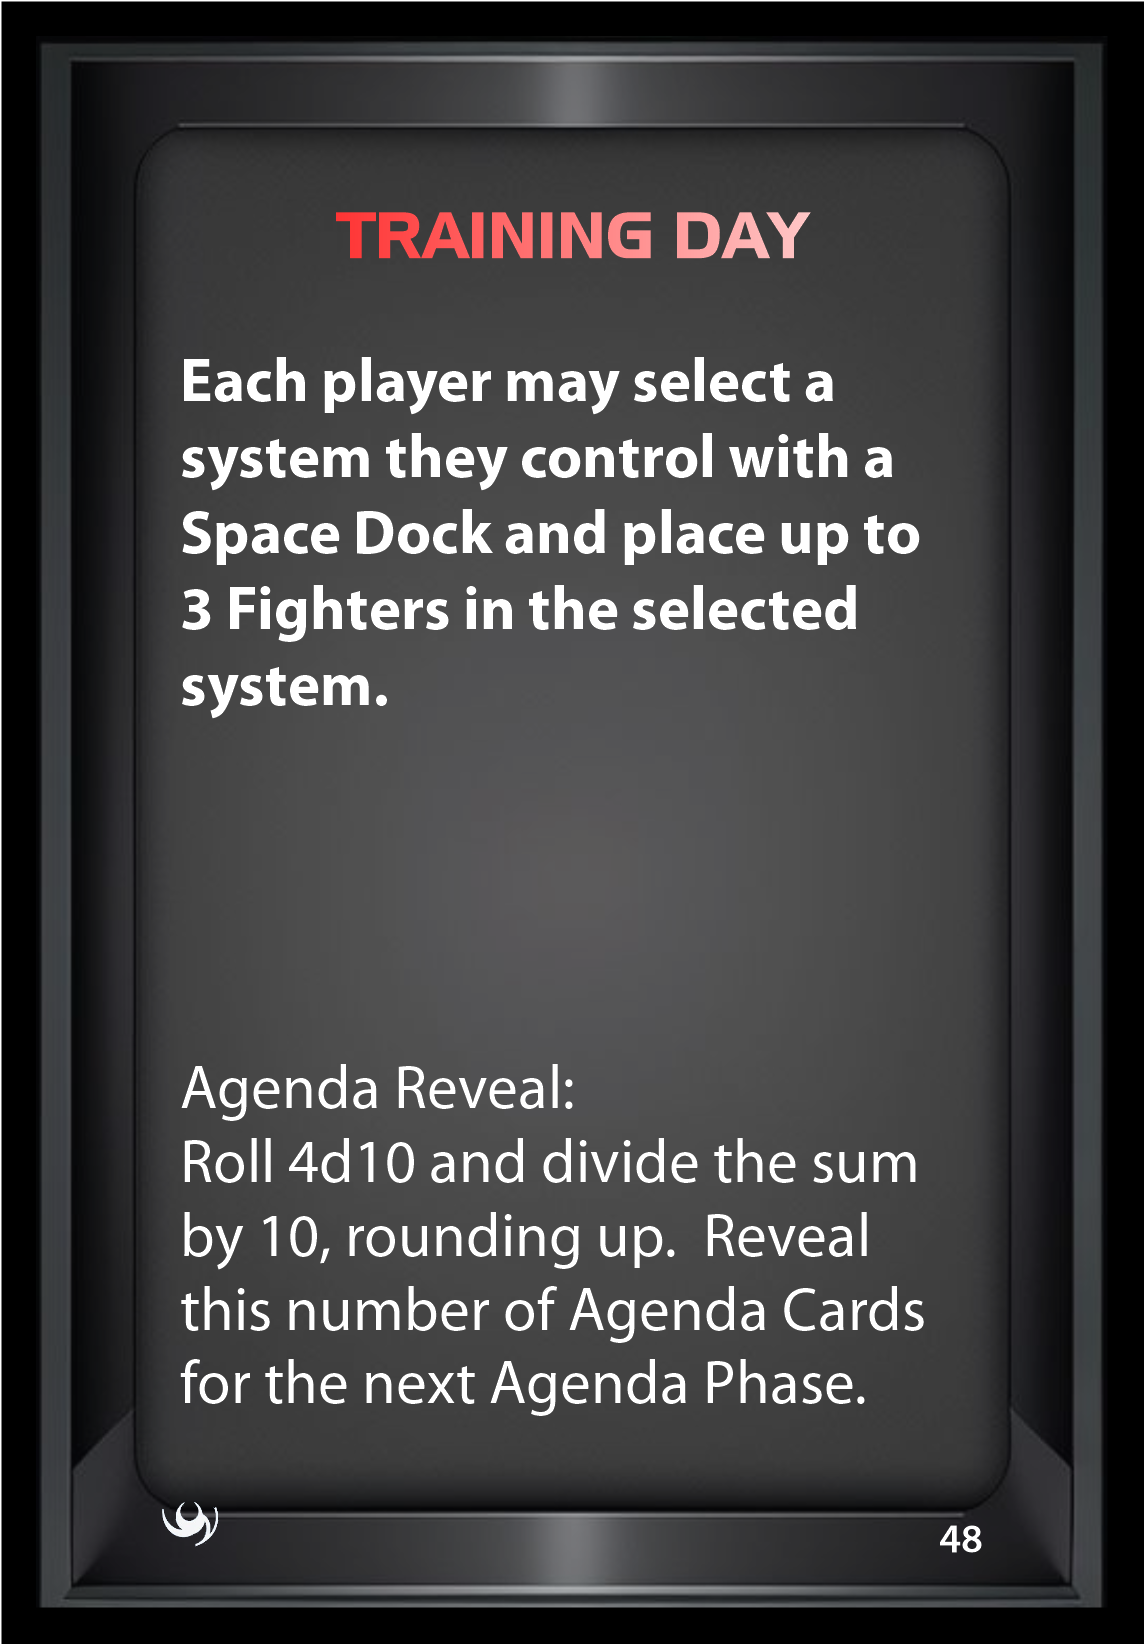 TRAINING DAY
Each player may select a
system they control with a
Space Dock and place up to
3 Fighters in the selected
system.
Agenda Reveal:
Roll 4d10 and divide the sum
by 10, rounding up.  Reveal
this number of Agenda Cards
for the next Agenda Phase.
48